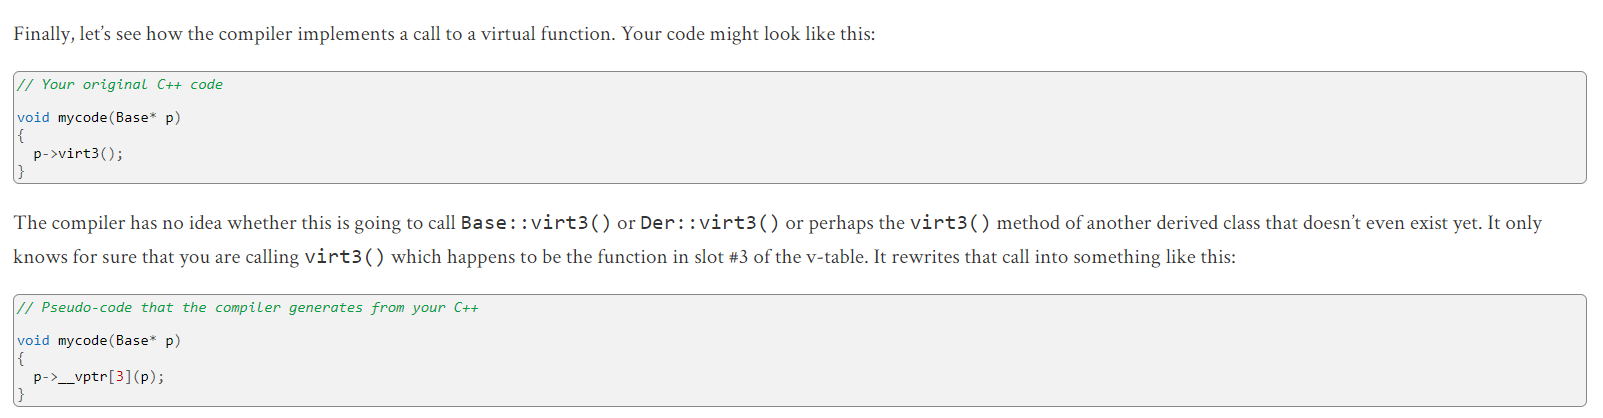 Finally, let’s see how the compiler implements a call to a virtual function. Your code might look like this:
// Your original C++ code
void mycode(Base* p)
{
  p->virt3();
}
The compiler has no idea whether this is going to call Base::virt3() or Der::virt3() or perhaps the virt3() method of another derived class that doesn’t even exist yet. It only
knows for sure that you are calling virt3() which happens to be the function in slot #3 of the v-table. It rewrites that call into something like this:
// Pseudo-code that the compiler generates from your C++
void mycode(Base* p)
{
  p->__vptr[3](p);
}